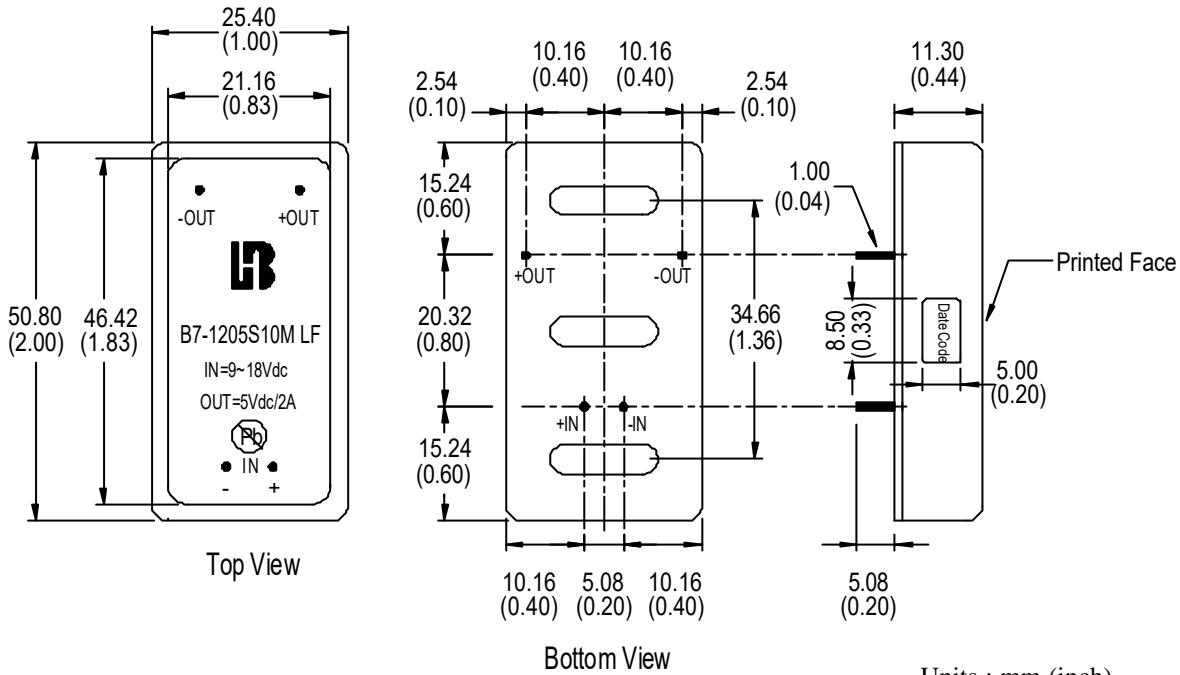 25.40
(1.00)
21.16
(0.83)
-OUT
+OUT
50.80
(2.00)
46.42
(1.83)
B7-1205S10M LF
IN=9~18Vdc
OUT=5Vdc/2A
Pb
IN
- +
Top View
10.16
(0.40)
10.16
(0.40)
2.54
(0.10)
2.54
(0.10)
15.24
(0.60)
+OUT
-OUT
20.32
(0.80)
34.66
(1.36)
+IN
-IN
15.24
(0.60)
10.16
(0.40)
5.08
(0.20)
10.16
(0.40)
Bottom View
11.30
(0.44)
1.00
(0.04)
Printed Face
8.50
(0.33)
Date Code
5.00
(0.20)
5.08
(0.20)
Units : mm (inch)